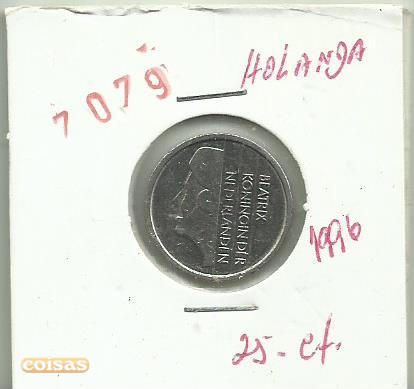 7079
HOLANDA
BEATRIX
KONINGIN DER
NEDERLANDEN
1996
25-ct.
coisas